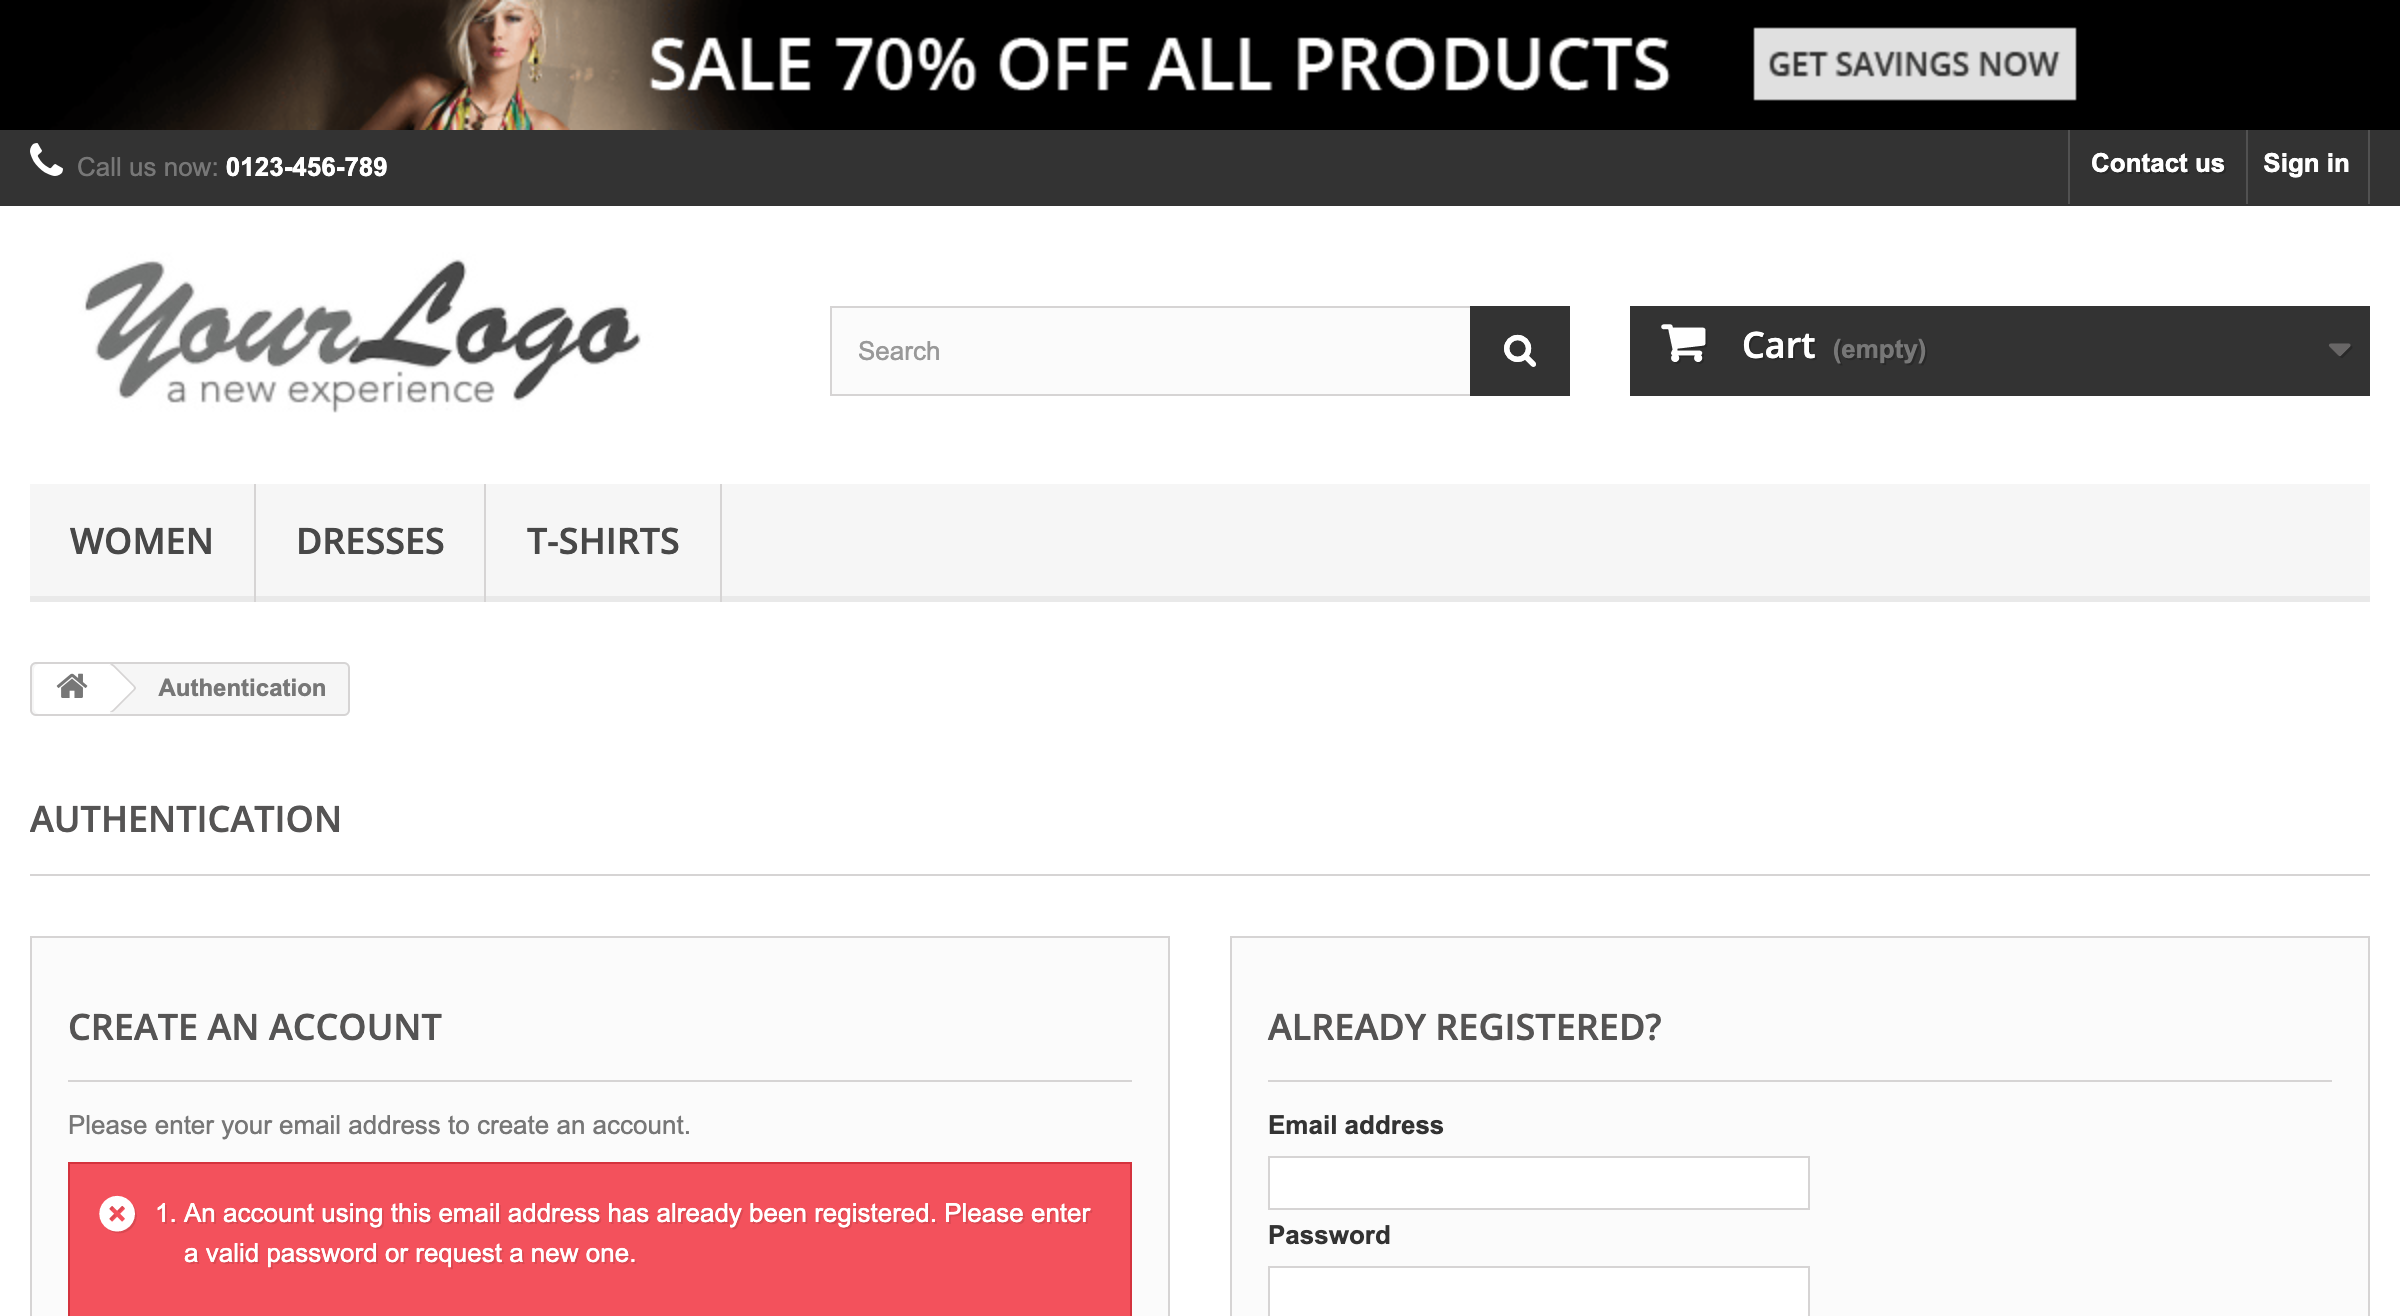 SALE 70% OFF ALL PRODUCTS
GET SAVINGS NOW
Call us now: 0123-456-789
Contact us
Sign in
YourLogo
a new experience
Search
Cart (empty)
WOMEN
DRESSES
T-SHIRTS
Authentication
AUTHENTICATION
CREATE AN ACCOUNT
Please enter your email address to create an account.
1. An account using this email address has already been registered. Please enter
a valid password or request a new one.
ALREADY REGISTERED?
Email address
Password